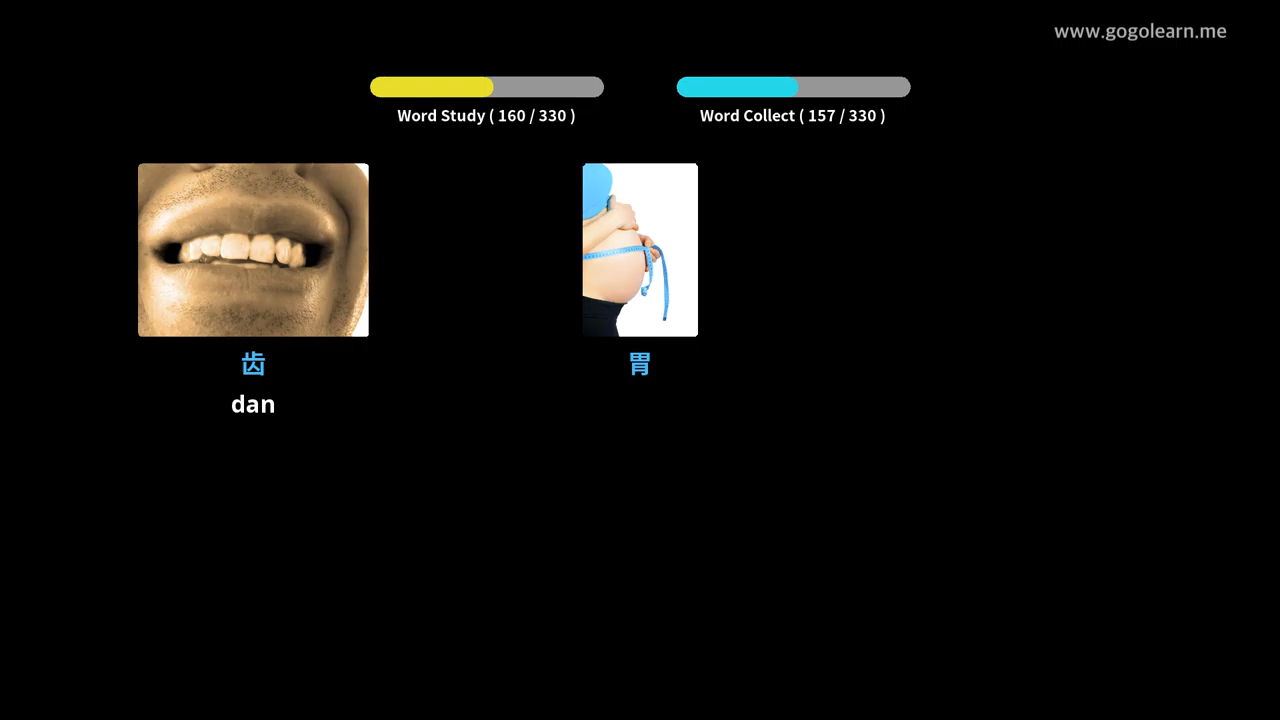 www.gogolearn.me
Word Study ( 160 / 330 )
Word Collect ( 157 / 330 )
齿
胃
dan